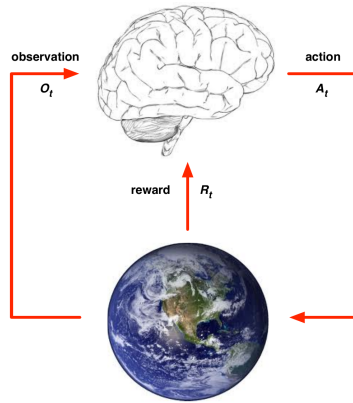 observation
O_t
action
A_t
reward R_t